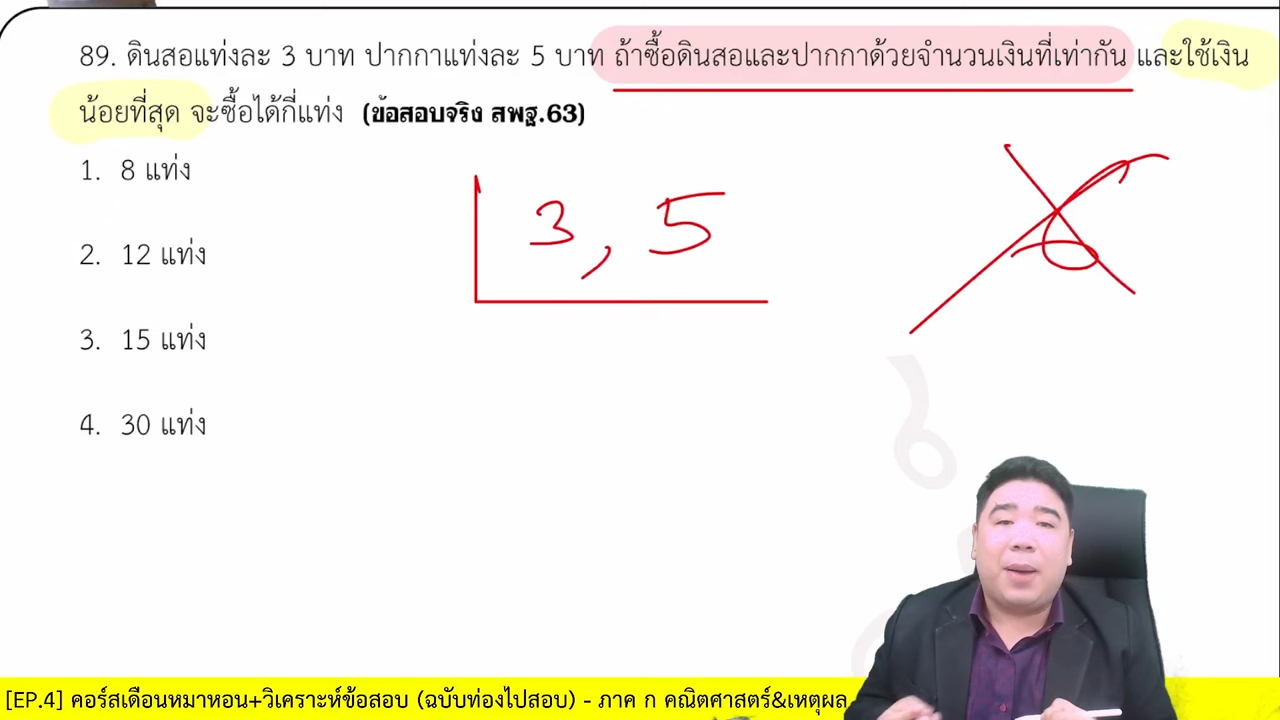 89. ดินสอแท่งละ 3 บาท ปากกาแท่งละ 5 บาท ถ้าซื้อดินสอและปากกาด้วยจำนวนเงินที่เท่ากัน และใช้เงิน
น้อยที่สุด จะซื้อได้กี่แท่ง (ข้อสอบจริง สพฐ.63)
1. 8 แท่ง
3, 5
2. 12 แท่ง
3. 15 แท่ง
4. 30 แท่ง
[EP.4] คอร์สเดือนหมาหอน+วิเคราะห์ข้อสอบ (ฉบับท่องไปสอบ) - ภาค ก คณิตศาสตร์&เหตุผล